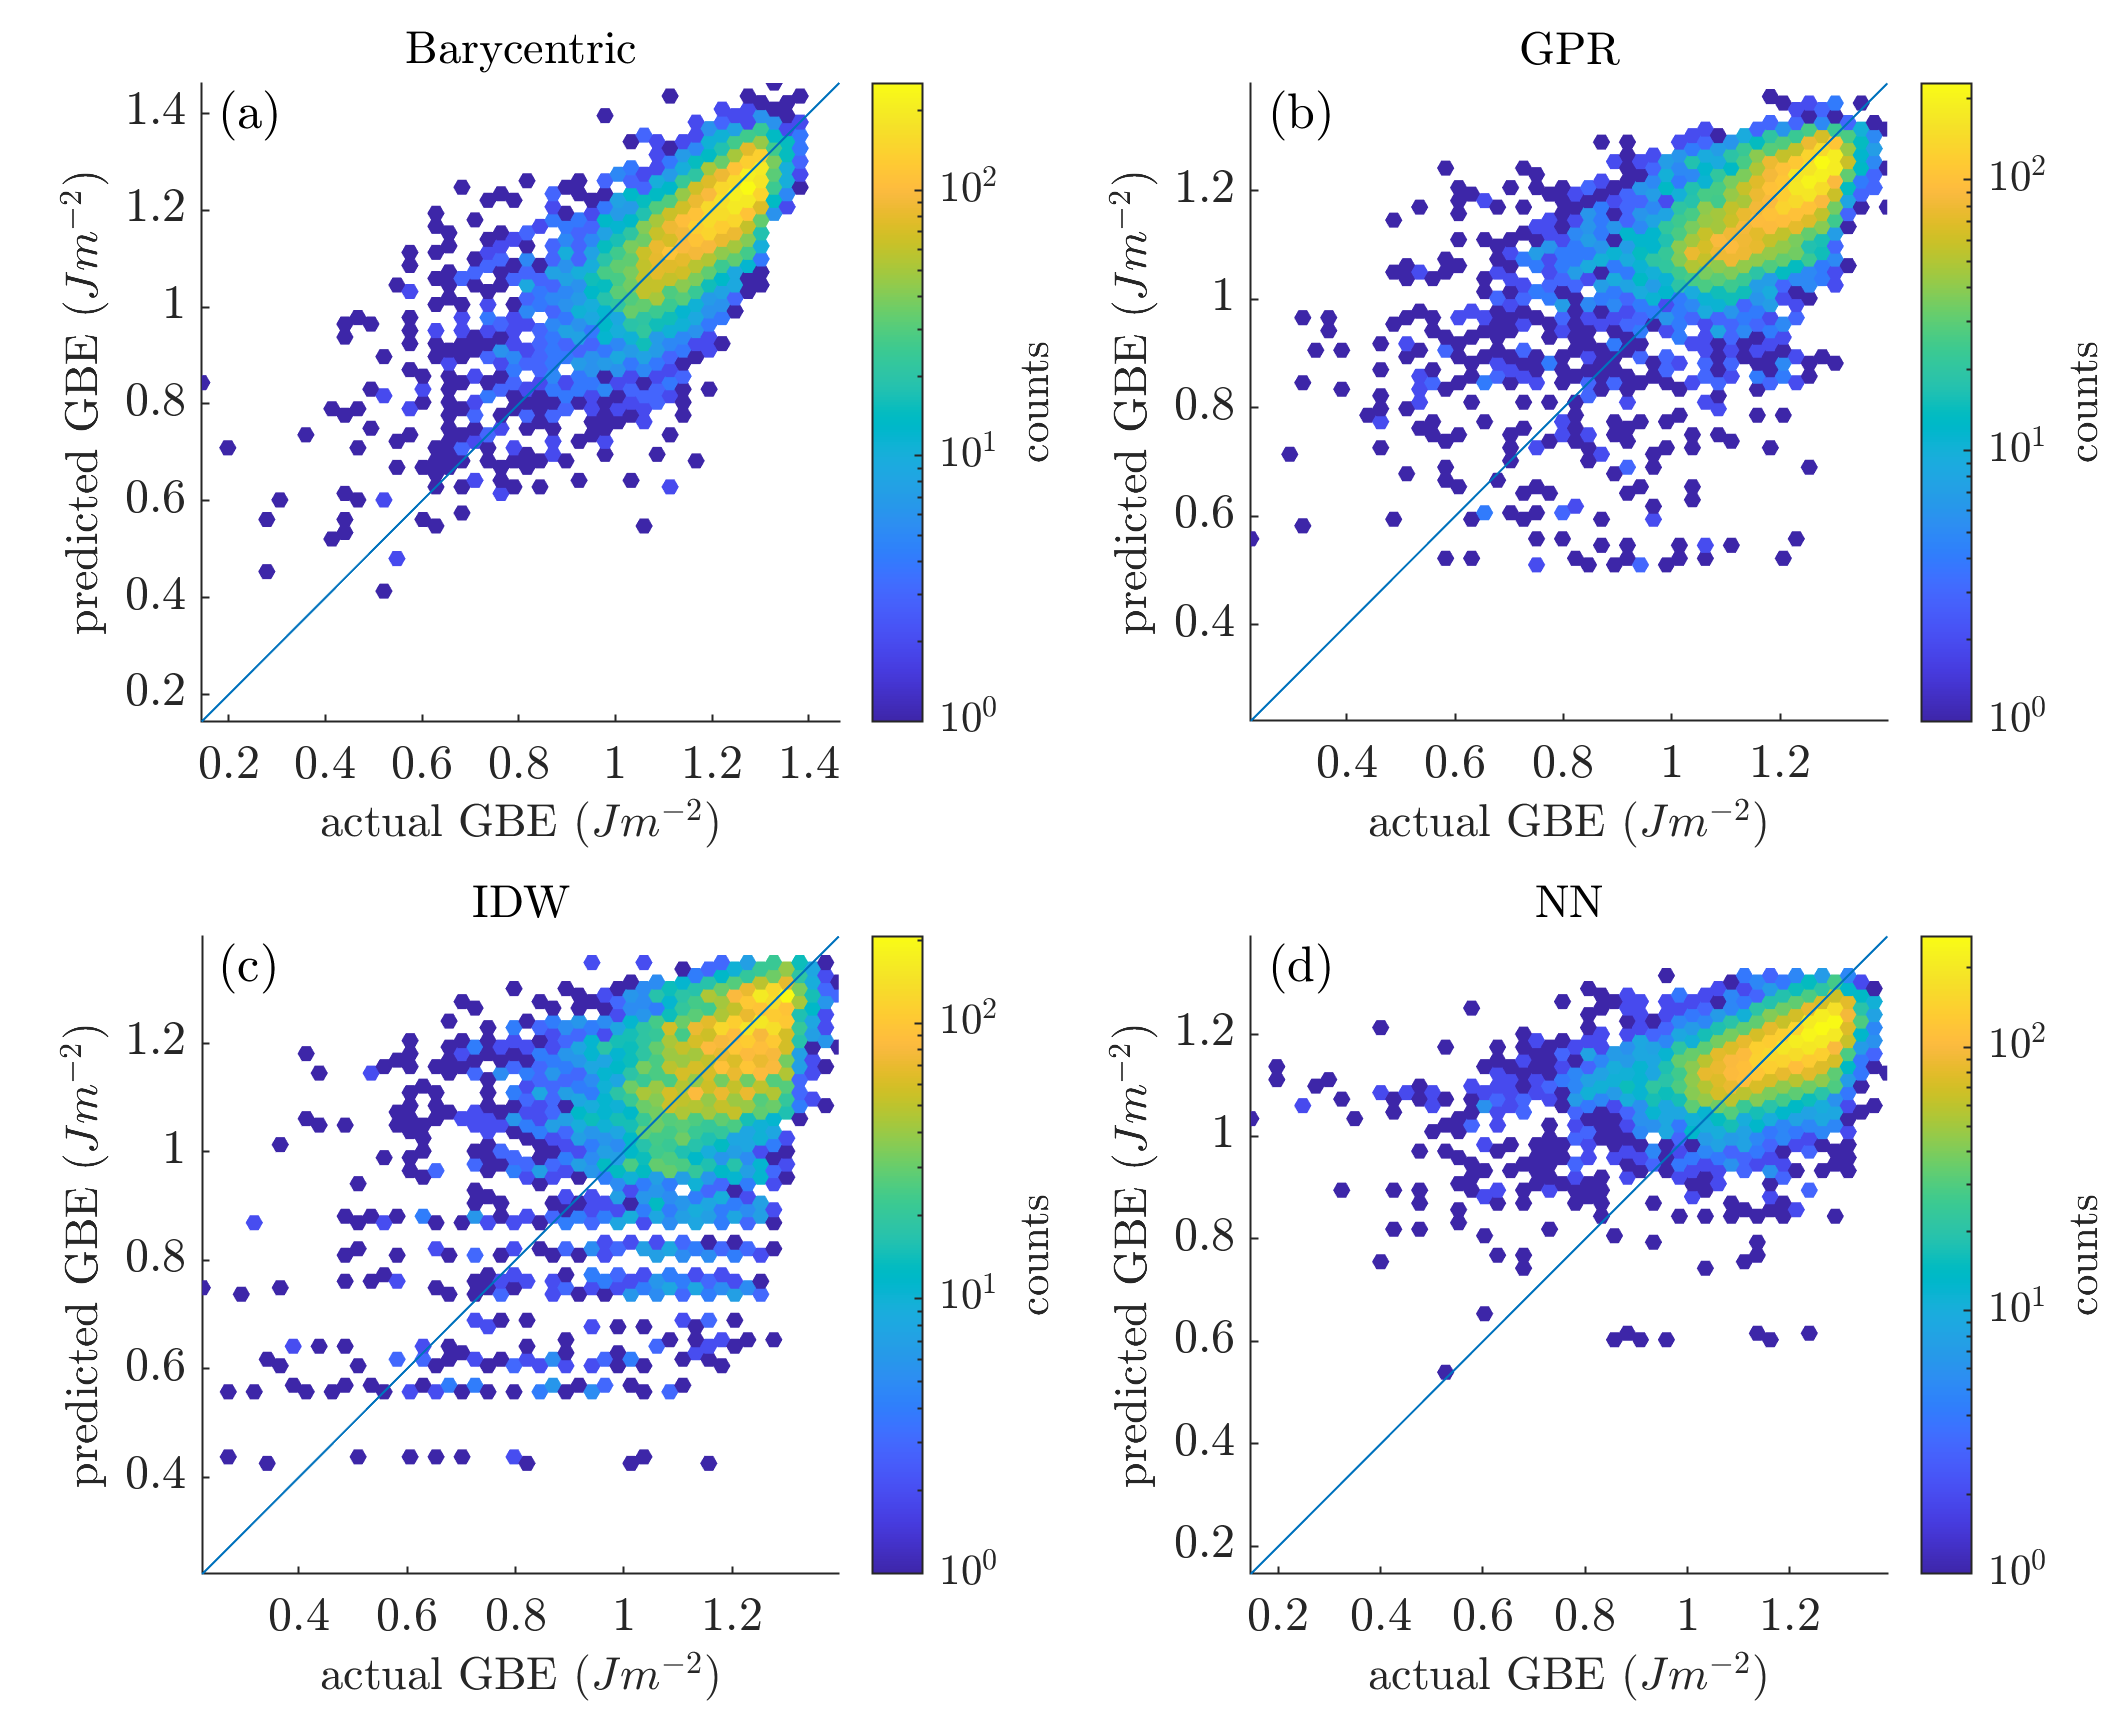 Barycentric
(a)
predicted GBE (Jm⁻²)
1.4
1.2
1
0.8
0.6
0.4
0.2
0.2 0.4 0.6 0.8 1 1.2 1.4
actual GBE (Jm⁻²)
10²
10¹
10⁰
counts
GPR
(b)
predicted GBE (Jm⁻²)
1.2
1
0.8
0.6
0.4
0.4 0.6 0.8 1 1.2
actual GBE (Jm⁻²)
10²
10¹
10⁰
counts
IDW
(c)
predicted GBE (Jm⁻²)
1.2
1
0.8
0.6
0.4
0.4 0.6 0.8 1 1.2
actual GBE (Jm⁻²)
10²
10¹
10⁰
counts
NN
(d)
predicted GBE (Jm⁻²)
1.2
1
0.8
0.6
0.4
0.2
0.2 0.4 0.6 0.8 1 1.2
actual GBE (Jm⁻²)
10²
10¹
10⁰
counts